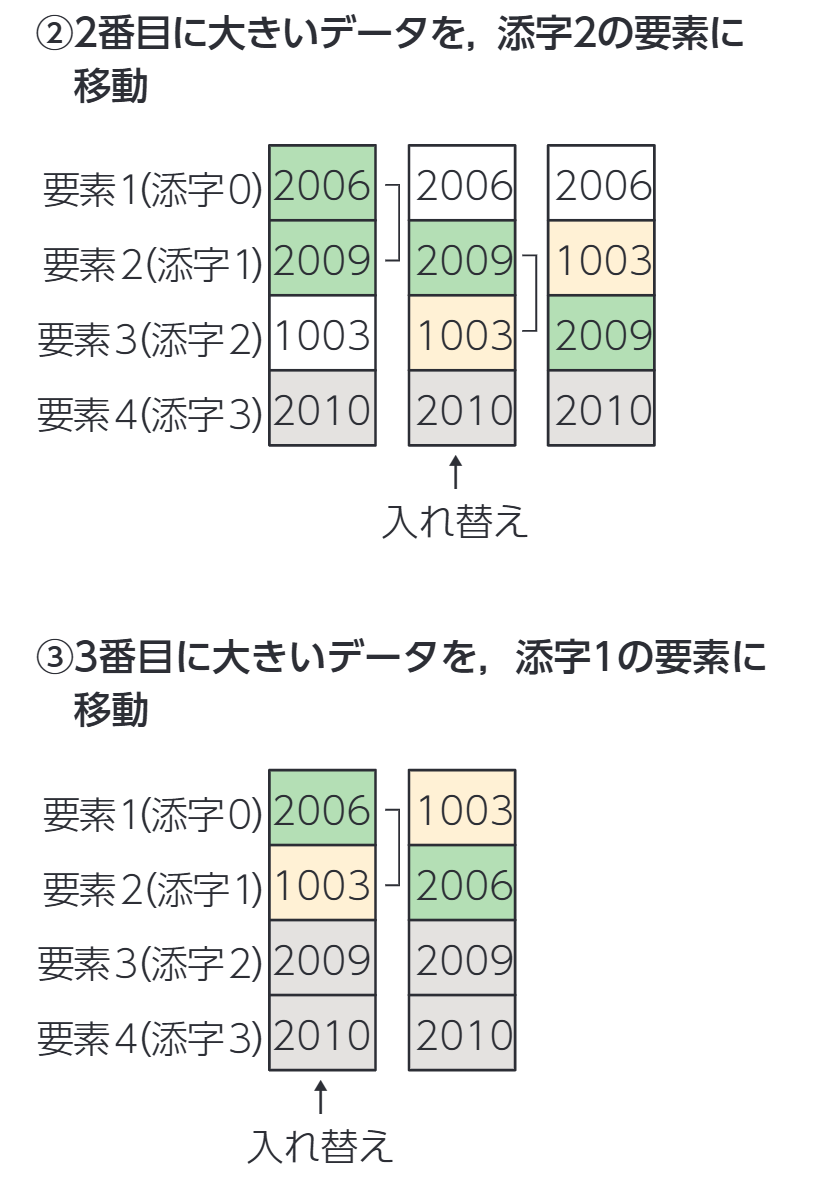 ②2番目に大きいデータを，添字2の要素に
移動
要素1(添字0) 2006 2006 2006
要素2(添字1) 2009 2009 1003
要素3(添字2) 1003 1003 2009
要素4(添字3) 2010 2010 2010
↑
入れ替え
③3番目に大きいデータを，添字1の要素に
移動
要素1(添字0) 2006 1003
要素2(添字1) 1003 2006
要素3(添字2) 2009 2009
要素4(添字3) 2010 2010
↑
入れ替え